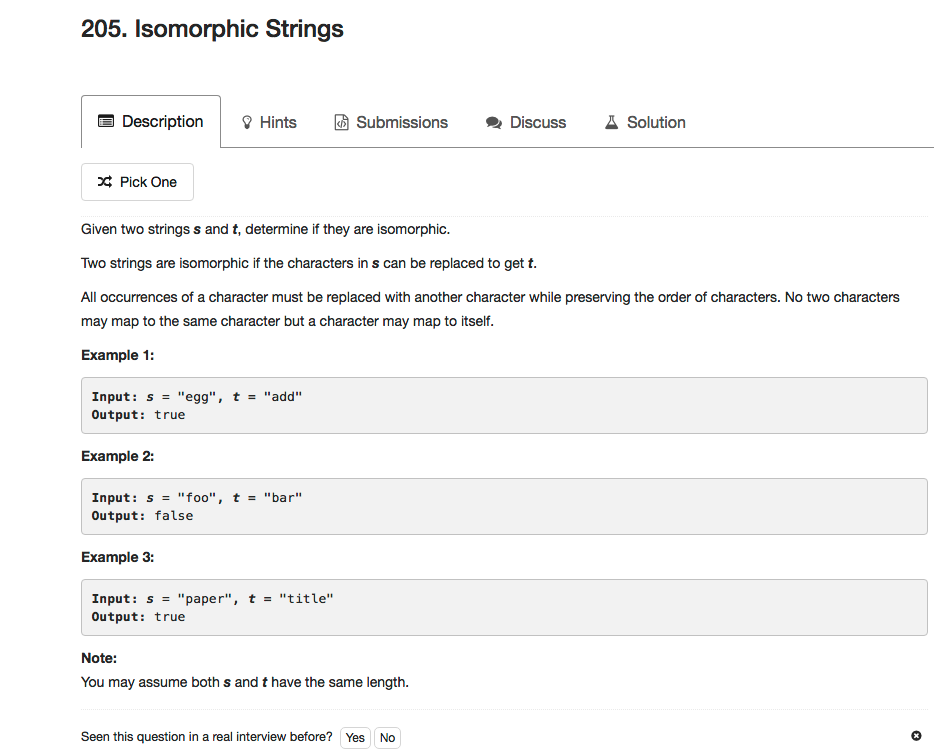 205. Isomorphic Strings
Description Hints Submissions Discuss Solution
Pick One
Given two strings s and t, determine if they are isomorphic.
Two strings are isomorphic if the characters in s can be replaced to get t.
All occurrences of a character must be replaced with another character while preserving the order of characters. No two characters
may map to the same character but a character may map to itself.
Example 1:
Input: s = "egg", t = "add"
Output: true
Example 2:
Input: s = "foo", t = "bar"
Output: false
Example 3:
Input: s = "paper", t = "title"
Output: true
Note:
You may assume both s and t have the same length.
Seen this question in a real interview before? Yes No